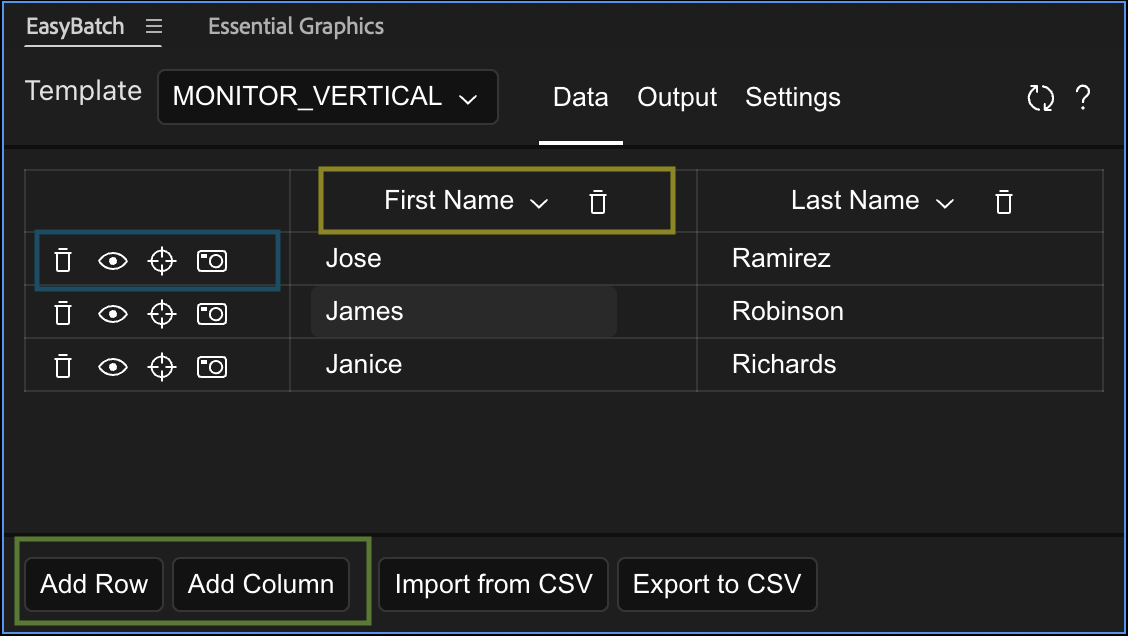 EasyBatch Essential Graphics
Template MONITOR_VERTICAL Data Output Settings ?
First Name Last Name
Jose Ramirez
James Robinson
Janice Richards
Add Row Add Column Import from CSV Export to CSV